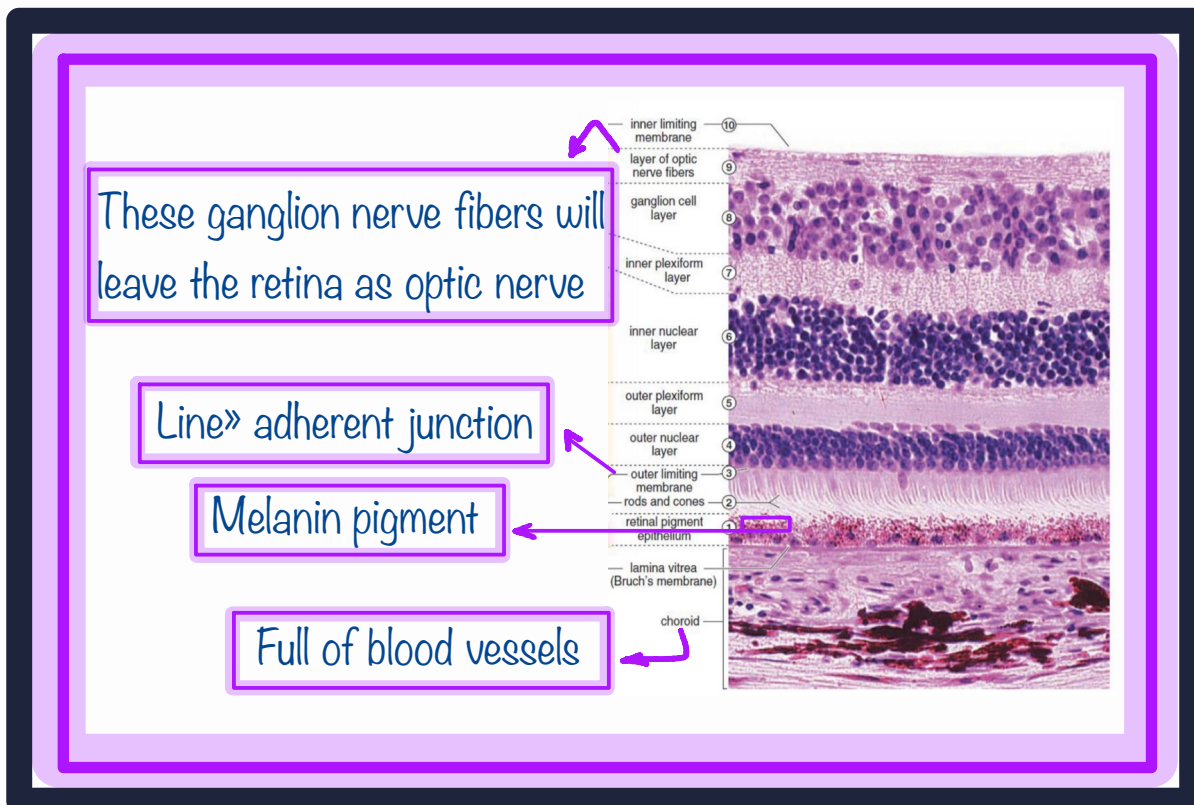 inner limiting
membrane
10
layer of optic
nerve fibers
9
These ganglion nerve fibers will
leave the retina as optic nerve
ganglion cell
layer
8
inner plexiform
layer
7
inner nuclear
layer
6
outer plexiform
layer
5
Line» adherent junction
outer nuclear
layer
4
outer limiting
membrane
3
rods and cones
2
Melanin pigment
retinal pigment
epithelium
1
lamina vitrea
(Bruch's membrane)
choroid
Full of blood vessels